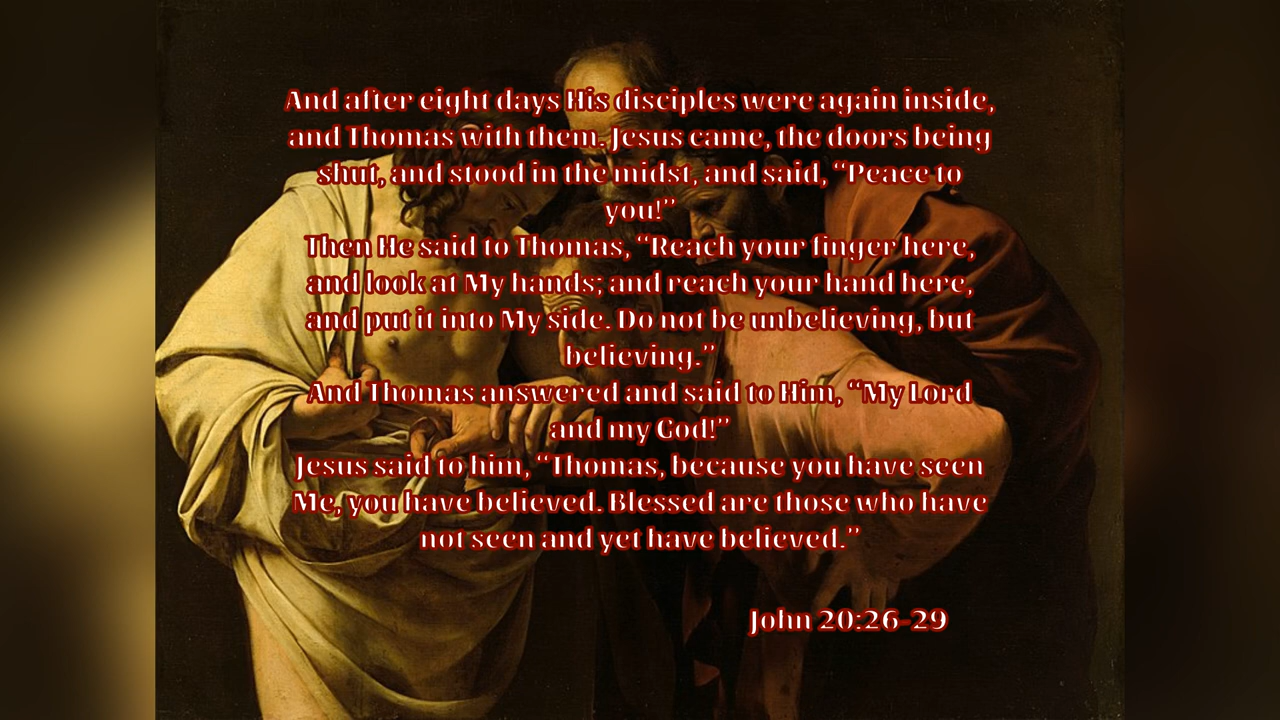 And after eight days His disciples were again inside,
and Thomas with them. Jesus came, the doors being
shut, and stood in the midst, and said, “Peace to
you!”
Then He said to Thomas, “Reach your finger here,
and look at My hands; and reach your hand here,
and put it into My side. Do not be unbelieving, but
believing.”
And Thomas answered and said to Him, “My Lord
and my God!”
Jesus said to him, “Thomas, because you have seen
Me, you have believed. Blessed are those who have
not seen and yet have believed.”
John 20:26-29